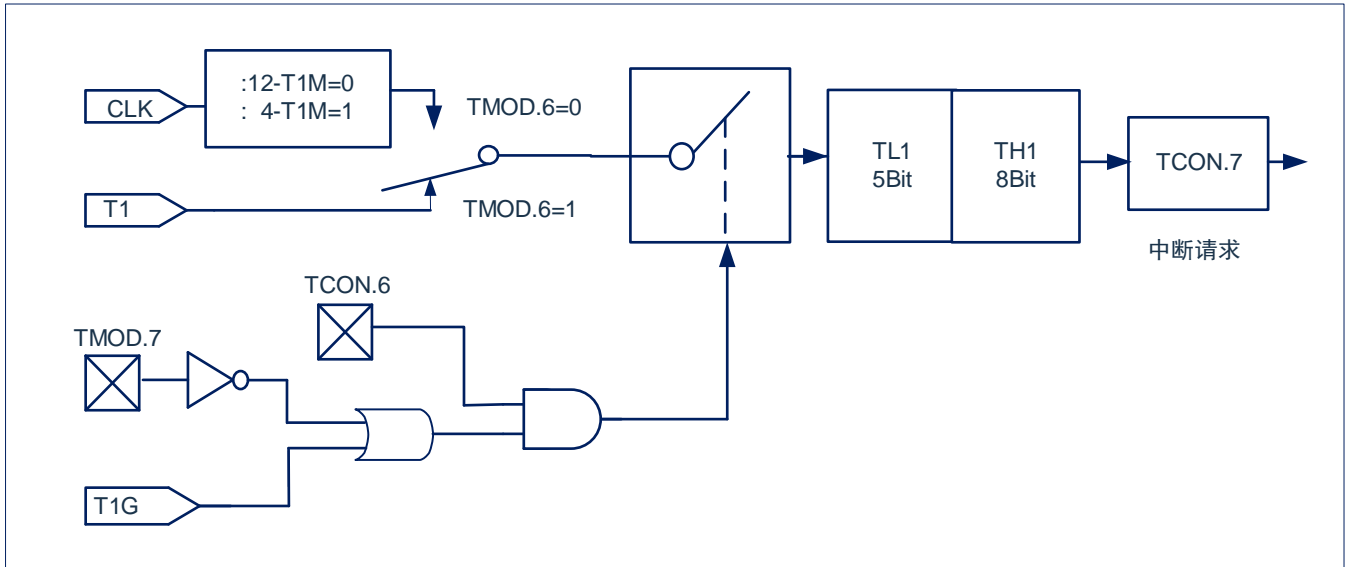 :12-T1M=0
: 4-T1M=1
CLK
TMOD.6=0
T1
TMOD.6=1
TL1
5Bit
TH1
8Bit
TCON.7
中断请求
TCON.6
TMOD.7
T1G